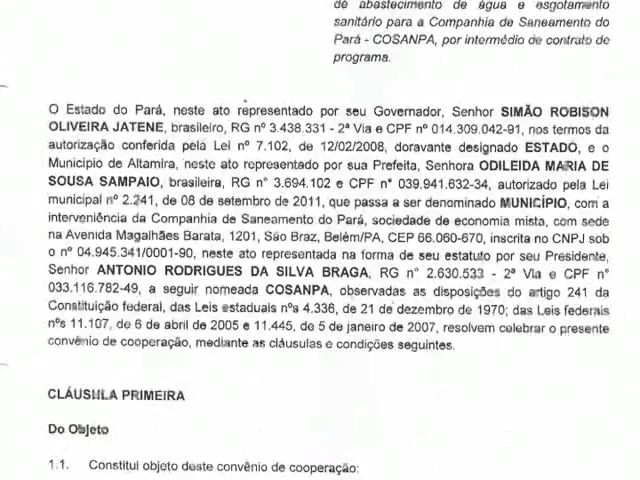 de abastecimento de água e esgotamento
sanitário para a Companhia de Saneamento do
Pará - COSANPA, por intermédio de contrato de
programa.
O Estado do Pará, neste ato representado por seu Governador, Senhor SIMÃO ROBISON
OLIVEIRA JATENE, brasileiro, RG nº 3.438.331 - 2ª Via e CPF nº 014.309.042-91, nos termos da
autorização conferida pela Lei nº 7.102, de 12/02/2008, doravante designado ESTADO, e o
Município de Altamira, neste ato representado por sua Prefeita, Senhora ODILEIDA MARIA DE
SOUSA SAMPAIO, brasileira, RG n° 3.694.102 e CPF n° 039.941.632-34, autorizado pela Lei
municipal nº 2.241, de 08 de setembro de 2011, que passa a ser denominado MUNICÍPIO, com a
interveniência da Companhia de Saneamento do Pará, sociedade de economia mista, com sede
na Avenida Magalhães Barata, 1201, São Braz, Belém/PA, CEP 66.060-670, inscrita no CNPJ sob
o nº 04.945.341/0001-90, neste ato representada na forma de seu estatuto por seu Presidente,
Senhor ANTONIO RODRIGUES DA SILVA BRAGA, RG n° 2.630.533 - 2ª Via e CPF n°
033.116.782-49, a seguir nomeada COSANPA, observadas as disposições do artigo 241 da
Constituição federal, das Leis estaduais nºs 4.336, de 21 de dezembro de 1970; das Leis federais
nºs 11.107, de 6 de abril de 2005 e 11.445, de 5 de janeiro de 2007, resolvem celebrar o presente
convênio de cooperação, mediante as cláusulas e condições seguintes.
CLÁUSULA PRIMEIRA
Do Objeto
1.1. Constitui objeto deste convênio de cooperação: